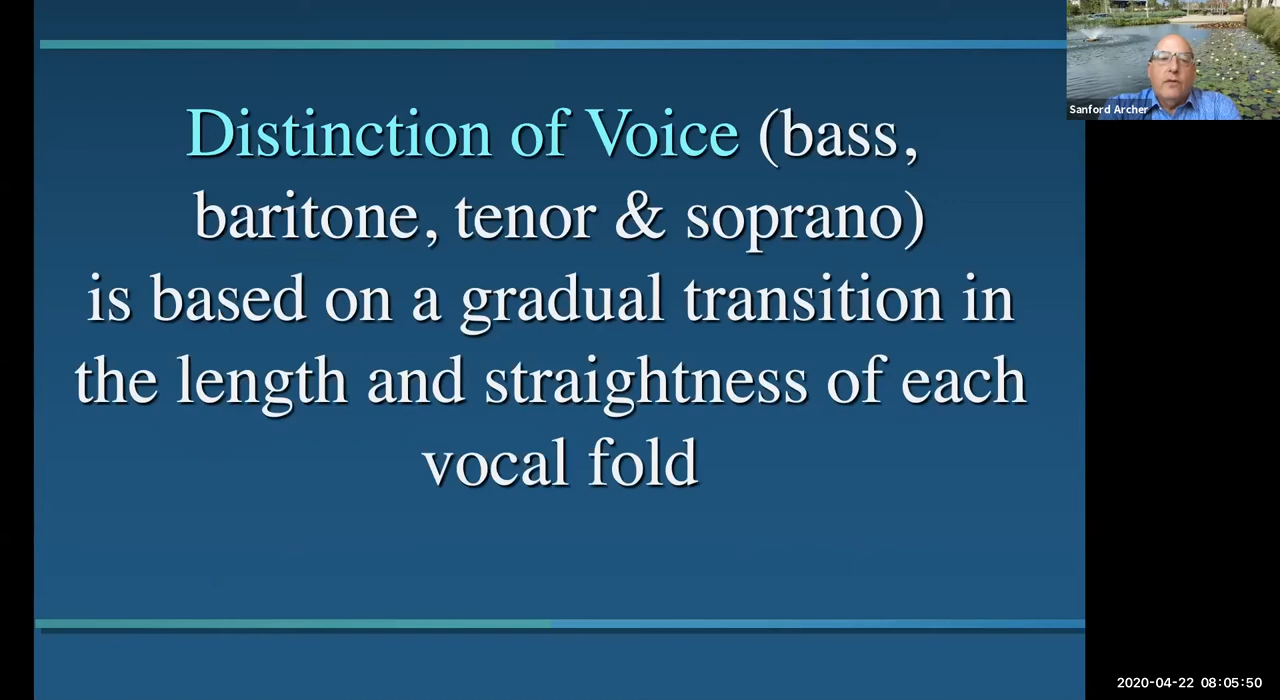 Distinction of Voice (bass,
baritone, tenor & soprano)
is based on a gradual transition in
the length and straightness of each
vocal fold
Sanford Archer
2020-04-22 08:05:50